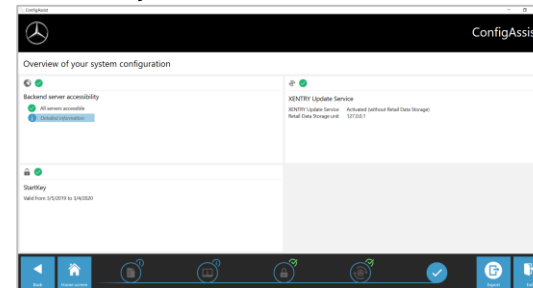 ConfigAssist
ConfigAssis
Overview of your system configuration
Backend server accessibility
All servers accessible
Detailed information
XENTRY Update Service
XENTRY Update Service Activated (without Retail Data Storage)
Retail Data Storage unit 127.0.0.1
StartKey
Valid from 3/5/2019 to 3/4/2020
Back
Home screen
Report
Exit